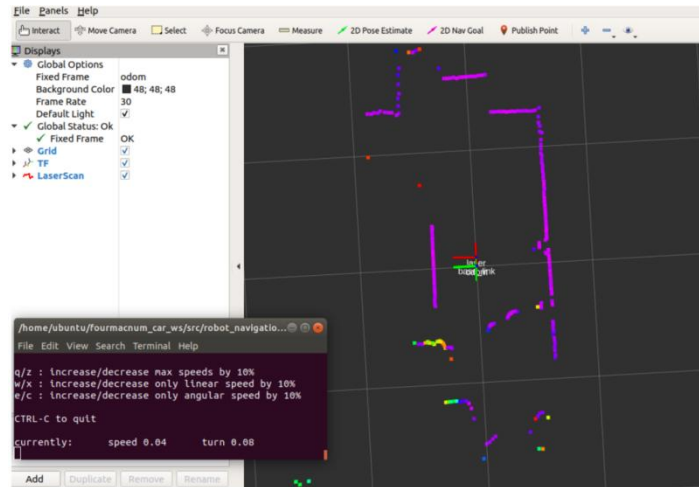 File Panels Help
Interact Move Camera Select Focus Camera Measure 2D Pose Estimate 2D Nav Goal Publish Point
Displays
Global Options
Fixed Frame odom
Background Color 48; 48; 48
Frame Rate 30
Default Light
Global Status: Ok
Fixed Frame OK
Grid
TF
LaserScan
/home/ubuntu/fourmacnum_car_ws/src/robot_navigatio...
File Edit View Search Terminal Help
q/z : increase/decrease max speeds by 10%
w/x : increase/decrease only linear speed by 10%
e/c : increase/decrease only angular speed by 10%
CTRL-C to quit
currently: speed 0.04 turn 0.08
Add Duplicate Remove Rename